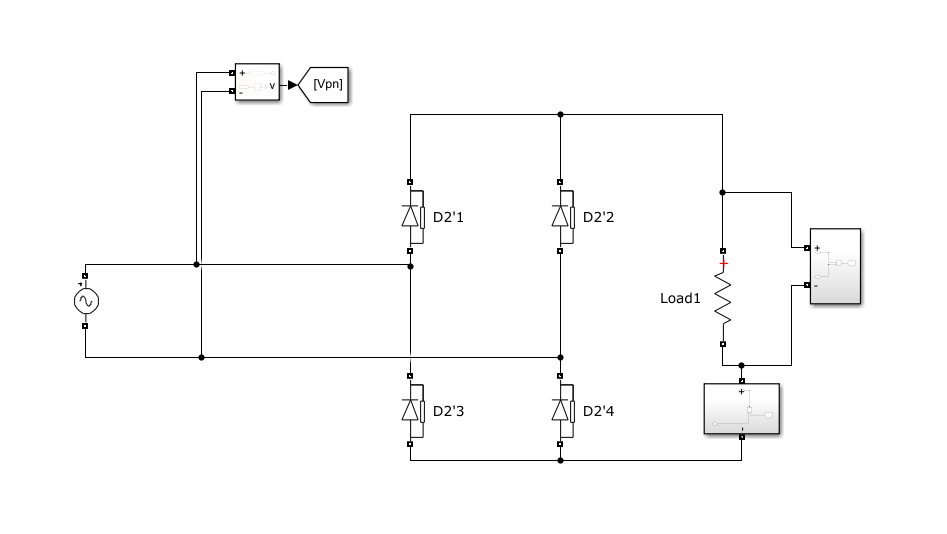 +
-
v
[Vpn]
D2'1
D2'2
+
-
+
Load1
D2'3
D2'4
+
-